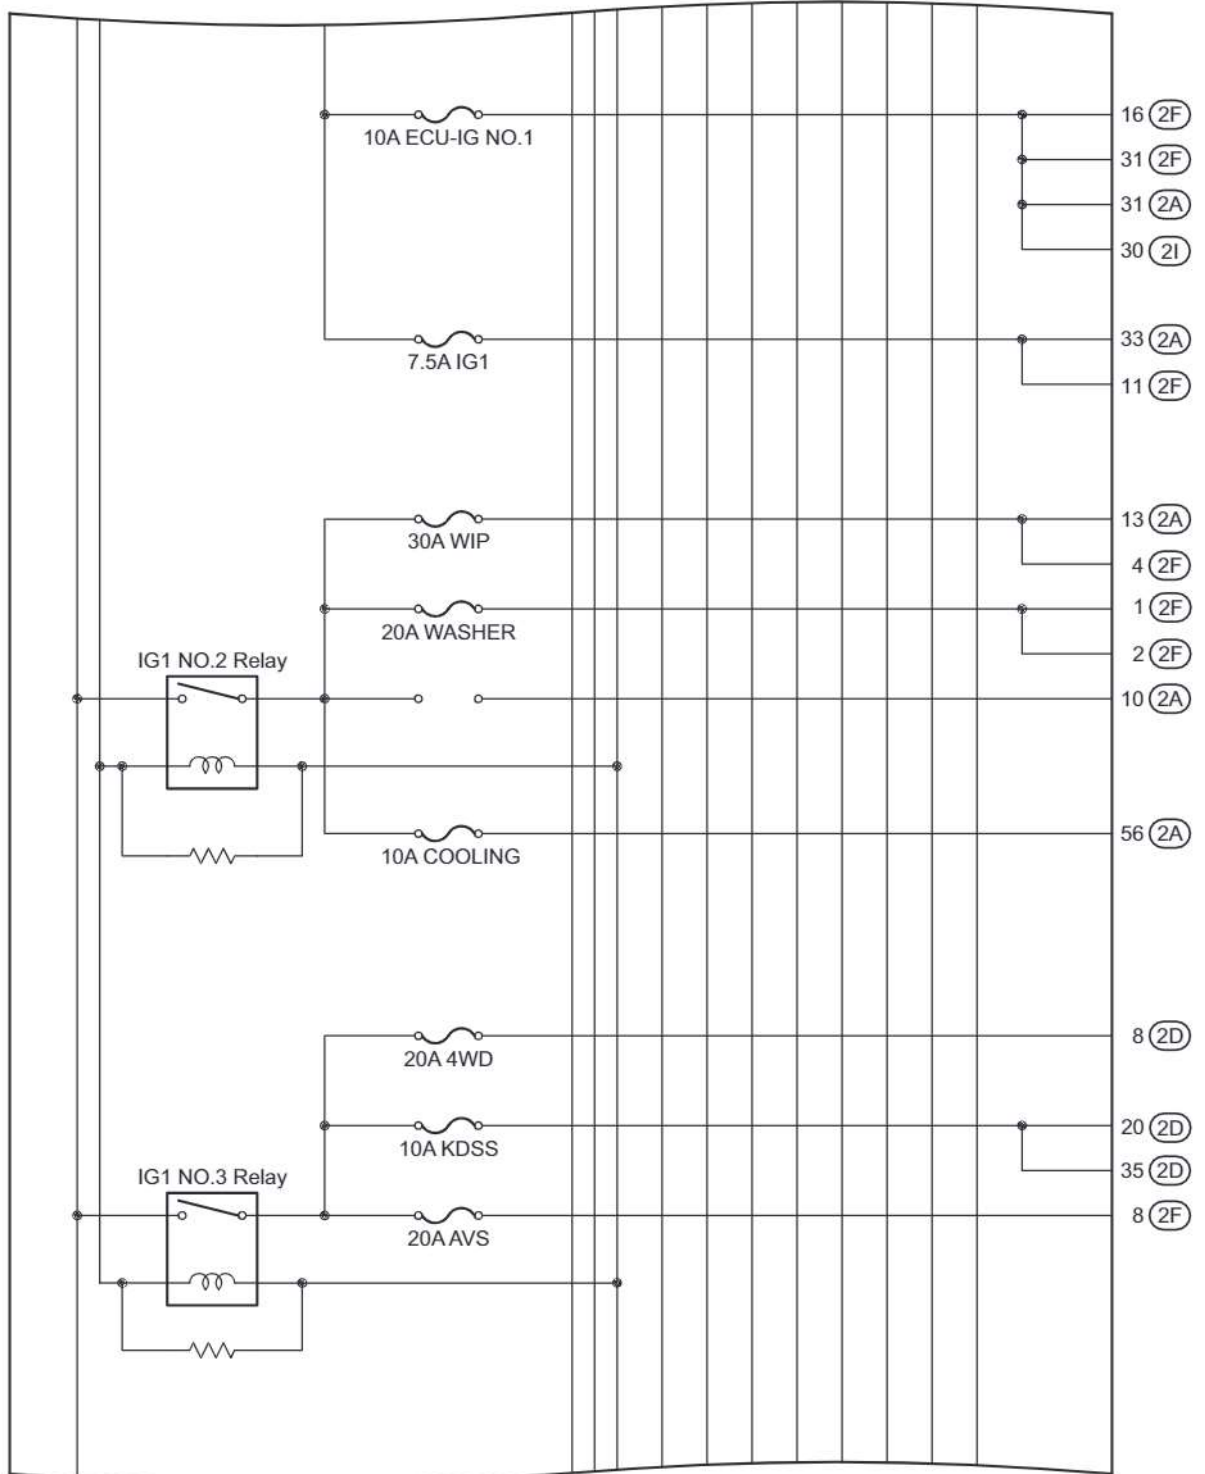 16 2F
10A ECU-IG NO.1
31 2F
31 2A
30 2I
33 2A
7.5A IG1
11 2F
13 2A
30A WIP
4 2F
1 2F
20A WASHER
2 2F
IG1 NO.2 Relay
10 2A
56 2A
10A COOLING
8 2D
20A 4WD
20 2D
10A KDSS
35 2D
IG1 NO.3 Relay
8 2F
20A AVS